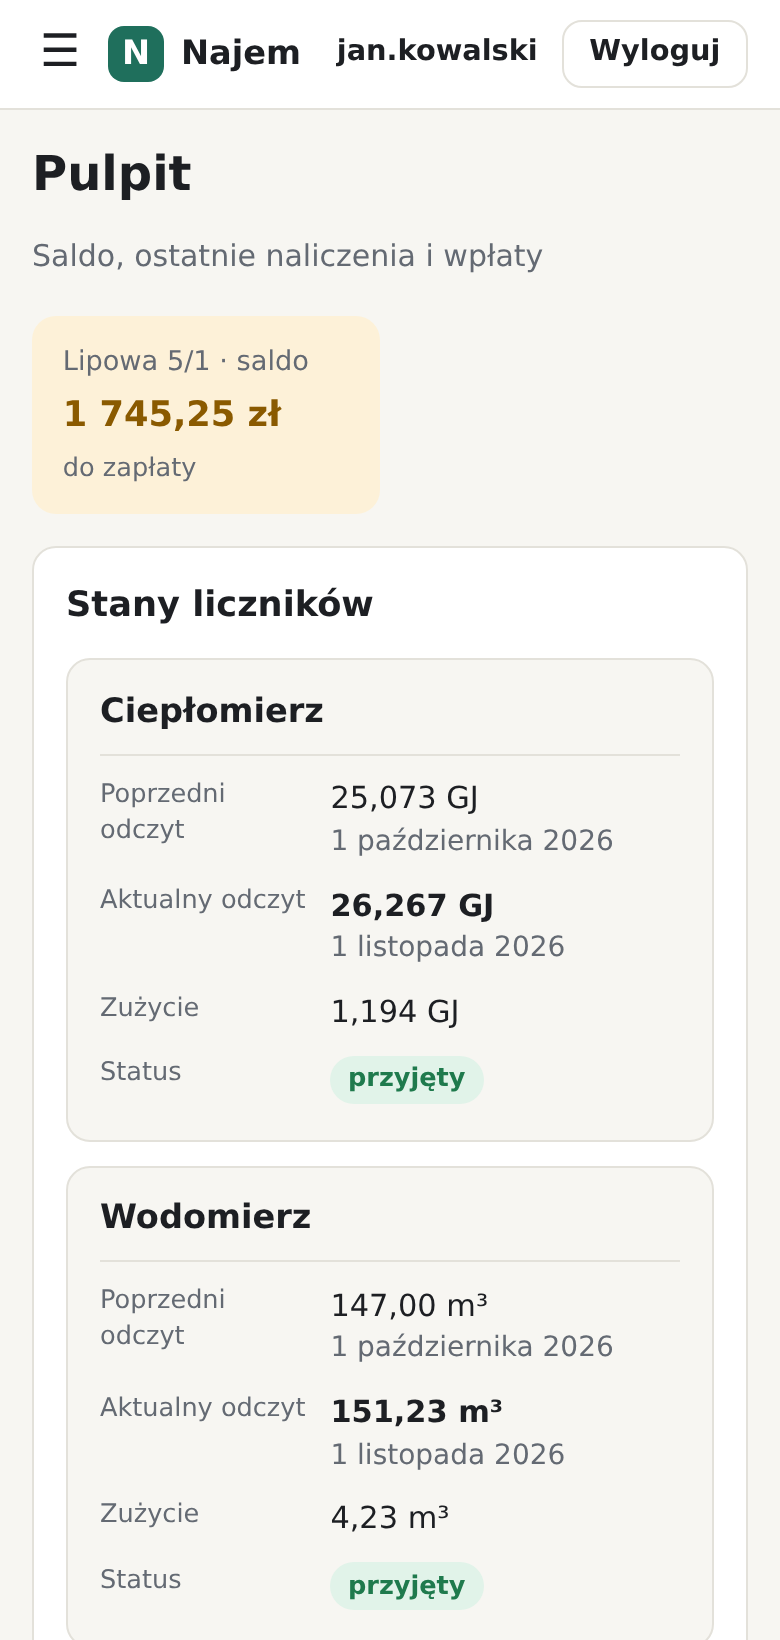 ☰ N Najem jan.kowalski Wyloguj
Pulpit
Saldo, ostatnie naliczenia i wpłaty
Lipowa 5/1 · saldo
1 745,25 zł
do zapłaty
Stany liczników
Ciepłomierz
Poprzedni odczyt
25,073 GJ
1 października 2026
Aktualny odczyt
26,267 GJ
1 listopada 2026
Zużycie
1,194 GJ
Status
przyjęty
Wodomierz
Poprzedni odczyt
147,00 m³
1 października 2026
Aktualny odczyt
151,23 m³
1 listopada 2026
Zużycie
4,23 m³
Status
przyjęty